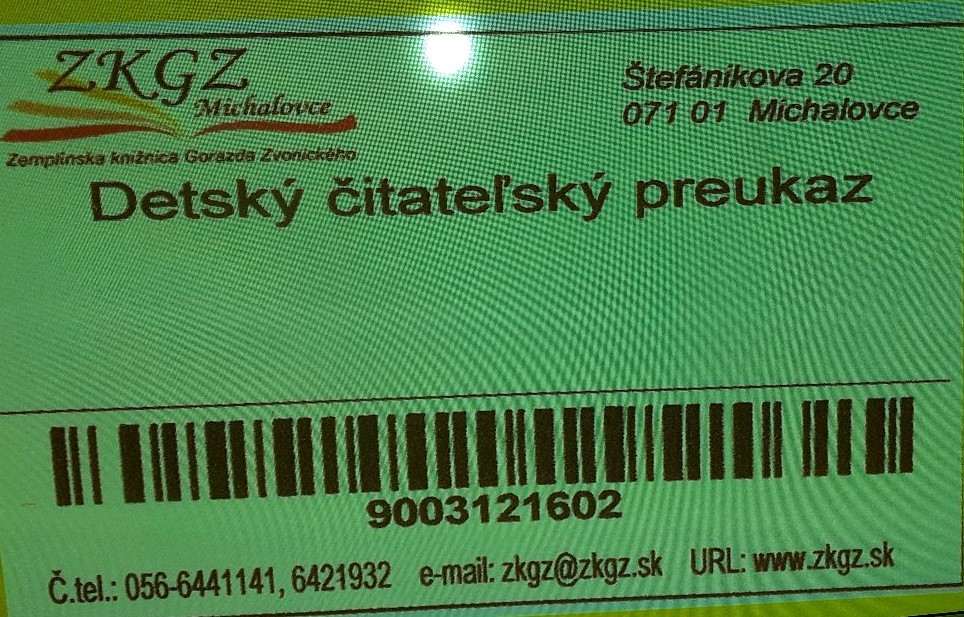 ZKGZ
Michalovce
Zemplínska knižnica Gorazda Zvonického
Štefánikova 20
071 01 Michalovce
Detský čitateľský preukaz
9003121602
Č.tel.: 056-6441141, 6421932 e-mail: zkgz@zkgz.sk URL: www.zkgz.sk